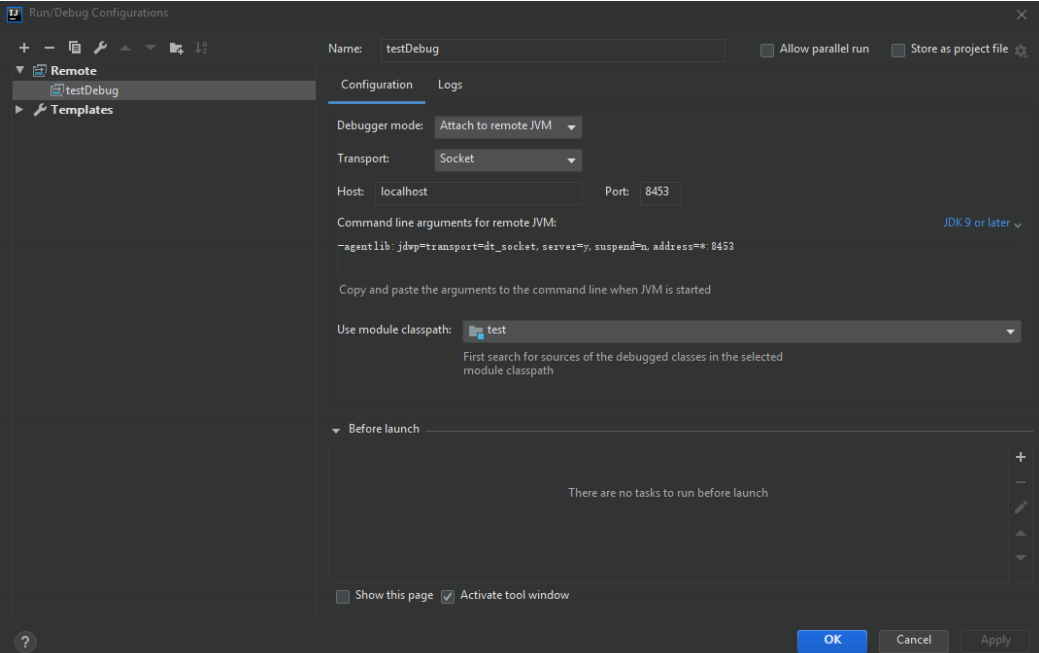 Run/Debug Configurations
Name: testDebug Allow parallel run Store as project file
Remote
testDebug
Templates
Configuration Logs
Debugger mode: Attach to remote JVM
Transport: Socket
Host: localhost Port: 8453
Command line arguments for remote JVM: JDK 9 or later
-agentlib:jdwp=transport=dt_socket,server=y,suspend=n,address=*:8453
Copy and paste the arguments to the command line when JVM is started
Use module classpath: test
First search for sources of the debugged classes in the selected
module classpath
Before launch
There are no tasks to run before launch
Show this page Activate tool window
? OK Cancel Apply